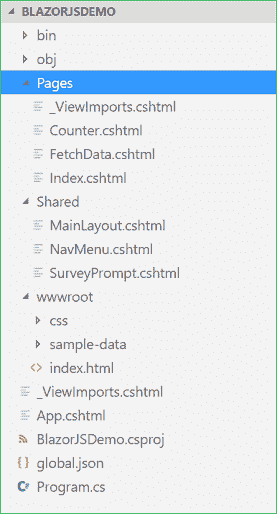 BLAZORJSDEMO
bin
obj
Pages
_ViewImports.cshtml
Counter.cshtml
FetchData.cshtml
Index.cshtml
Shared
MainLayout.cshtml
NavMenu.cshtml
SurveyPrompt.cshtml
wwwroot
css
sample-data
index.html
_ViewImports.cshtml
App.cshtml
BlazorJSDemo.csproj
global.json
Program.cs